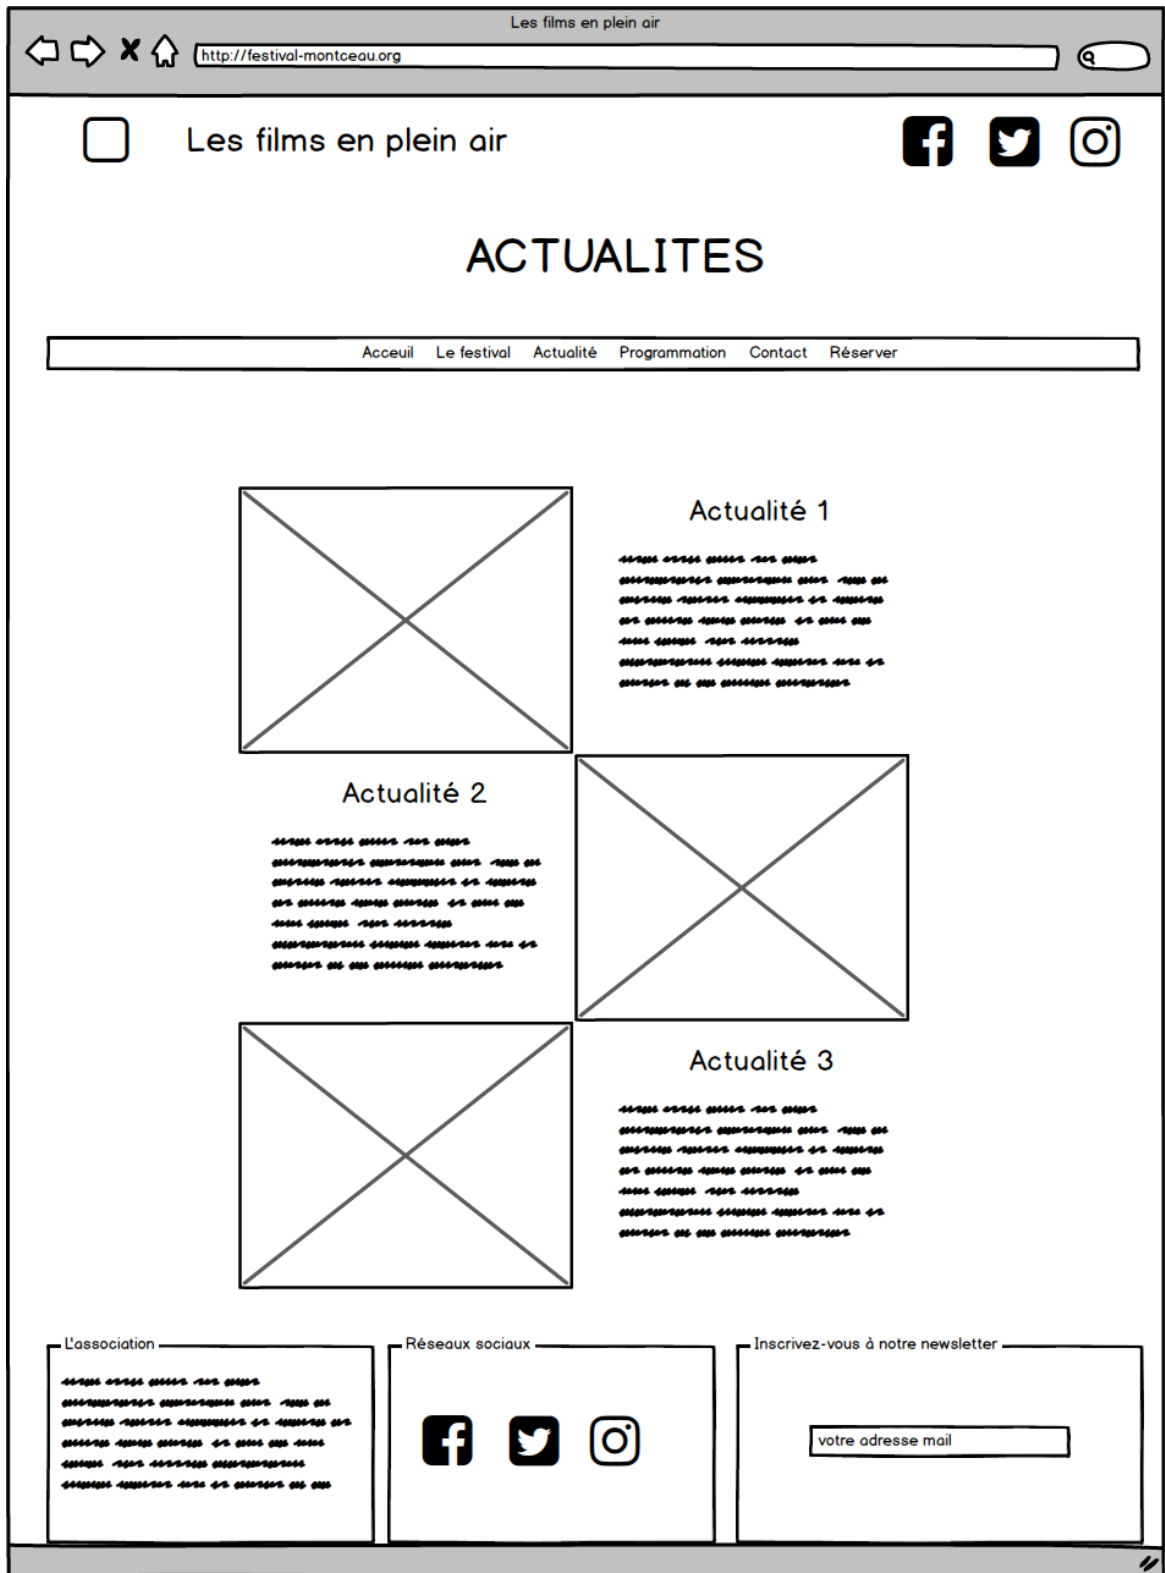 Les films en plein air
http://festival-montceau.org
Les films en plein air
ACTUALITES
Acceuil Le festival Actualité Programmation Contact Réserver
Actualité 1
Actualité 2
Actualité 3
L'association
Réseaux sociaux
Inscrivez-vous à notre newsletter
votre adresse mail